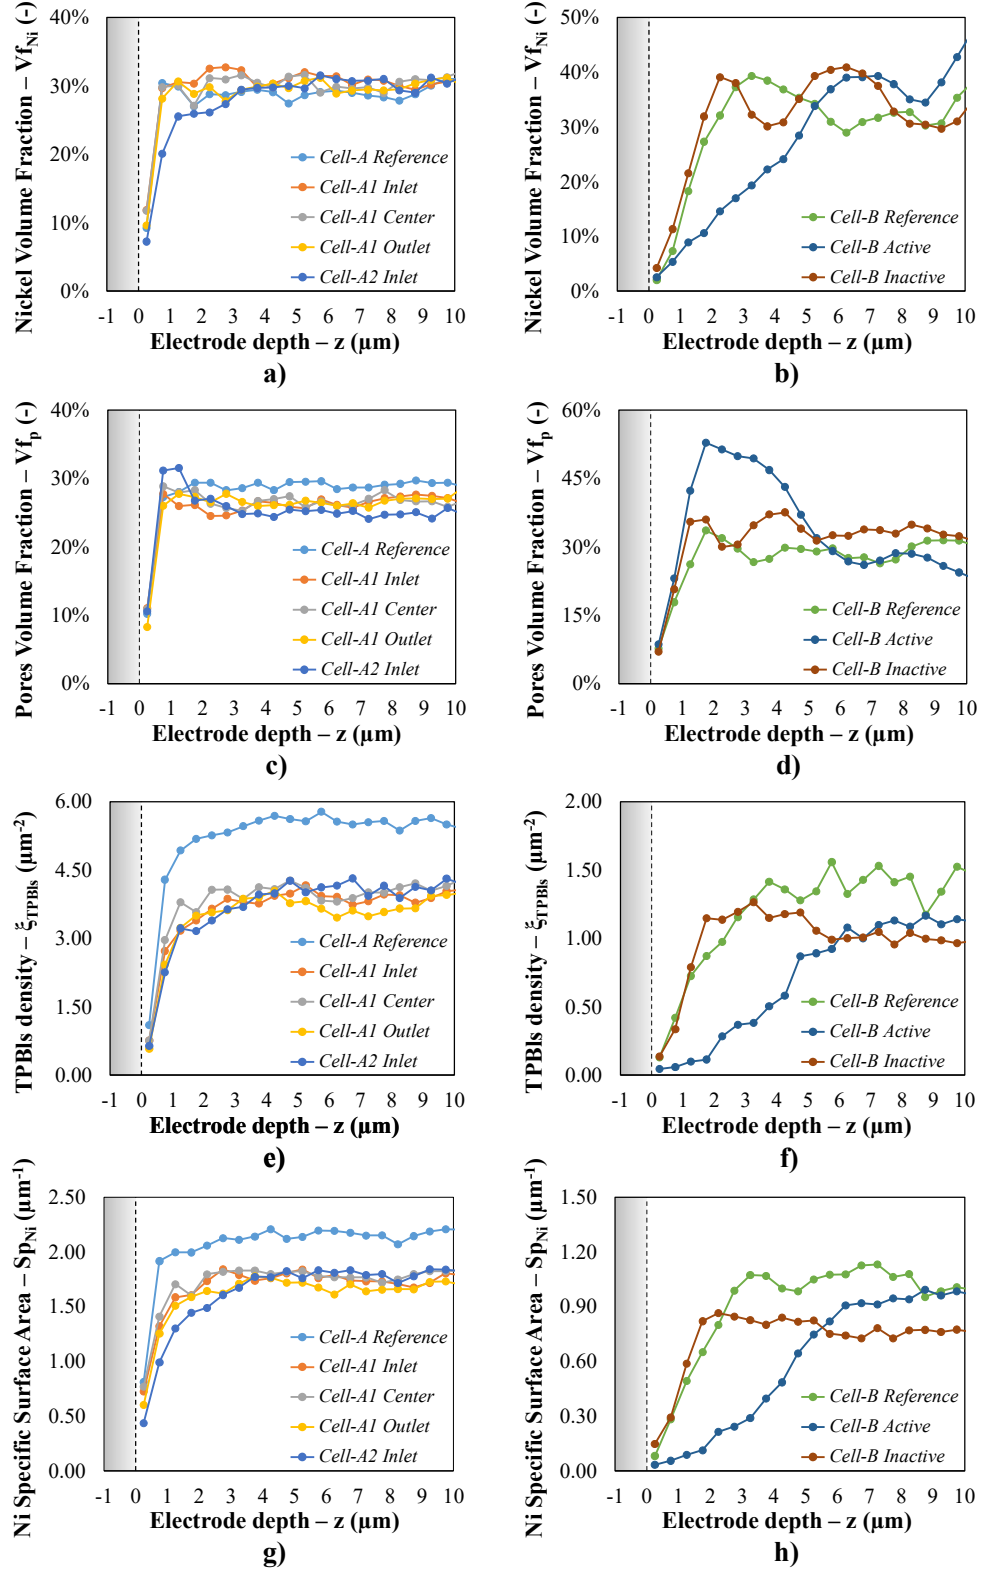 Nickel Volume Fraction – Vf_Ni (-)
40%
30%
20%
10%
0%
Cell-A Reference
Cell-A1 Inlet
Cell-A1 Center
Cell-A1 Outlet
Cell-A2 Inlet
-1 0 1 2 3 4 5 6 7 8 9 10
Electrode depth – z (µm)
a)
Nickel Volume Fraction – Vf_Ni (-)
50%
40%
30%
20%
10%
0%
Cell-B Reference
Cell-B Active
Cell-B Inactive
-1 0 1 2 3 4 5 6 7 8 9 10
Electrode depth – z (µm)
b)
Pores Volume Fraction – Vf_p (-)
40%
30%
20%
10%
0%
Cell-A Reference
Cell-A1 Inlet
Cell-A1 Center
Cell-A1 Outlet
Cell-A2 Inlet
-1 0 1 2 3 4 5 6 7 8 9 10
Electrode depth – z (µm)
c)
Pores Volume Fraction – Vf_p (-)
60%
45%
30%
15%
0%
Cell-B Reference
Cell-B Active
Cell-B Inactive
-1 0 1 2 3 4 5 6 7 8 9 10
Electrode depth – z (µm)
d)
TPBls density – ξ_TPBls (µm⁻²)
6.00
4.50
3.00
1.50
0.00
Cell-A Reference
Cell-A1 Inlet
Cell-A1 Center
Cell-A1 Outlet
Cell-A2 Inlet
-1 0 1 2 3 4 5 6 7 8 9 10
Electrode depth – z (µm)
e)
TPBls density – ξ_TPBls (µm⁻²)
2.00
1.50
1.00
0.50
0.00
Cell-B Reference
Cell-B Active
Cell-B Inactive
-1 0 1 2 3 4 5 6 7 8 9 10
Electrode depth – z (µm)
f)
Ni Specific Surface Area – Sp_Ni (µm⁻¹)
2.50
2.00
1.50
1.00
0.50
0.00
Cell-A Reference
Cell-A1 Inlet
Cell-A1 Center
Cell-A1 Outlet
Cell-A2 Inlet
-1 0 1 2 3 4 5 6 7 8 9 10
Electrode depth – z (µm)
g)
Ni Specific Surface Area – Sp_Ni (µm⁻¹)
1.50
1.20
0.90
0.60
0.30
0.00
Cell-B Reference
Cell-B Active
Cell-B Inactive
-1 0 1 2 3 4 5 6 7 8 9 10
Electrode depth – z (µm)
h)